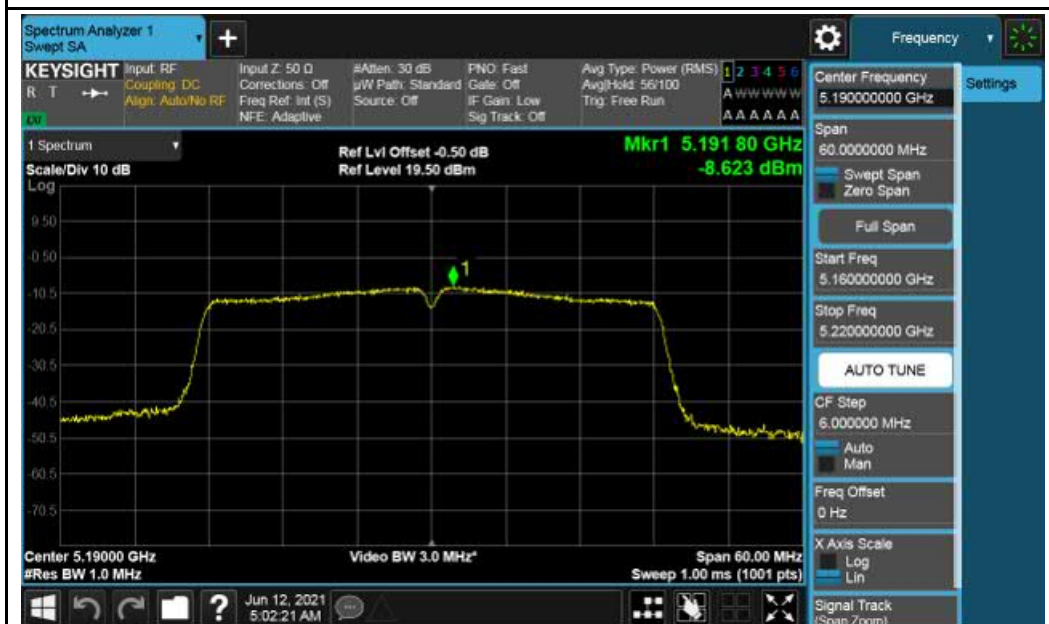 Spectrum Analyzer 1
Swept SA
+
Frequency
KEYSIGHT
R T
Input: RF
Coupling: DC
Align: Auto/No RF
Input Z: 50 Ω
Corrections: Off
Freq Ref: Int (S)
NFE: Adaptive
#Atten: 30 dB
µW Path: Standard
Source: Off
PNO: Fast
Gate: Off
IF Gain: Low
Sig Track: Off
Avg Type: Power (RMS)
Avg|Hold: 56/100
Trig: Free Run
1 2 3 4 5 6
A W W W W W
A A A A A A
1 Spectrum
Scale/Div 10 dB
Log
Ref Lvl Offset -0.50 dB
Ref Level 19.50 dBm
Mkr1 5.191 80 GHz
-8.623 dBm
9.50
-0.50
-10.5
-20.5
-30.5
-40.5
-50.5
-60.5
-70.5
1
Center 5.19000 GHz
#Res BW 1.0 MHz
Video BW 3.0 MHz*
Span 60.00 MHz
Sweep 1.00 ms (1001 pts)
?
Jun 12, 2021
5:02:21 AM
Center Frequency
5.190000000 GHz
Settings
Span
60.0000000 MHz
Swept Span
Zero Span
Full Span
Start Freq
5.160000000 GHz
Stop Freq
5.220000000 GHz
AUTO TUNE
CF Step
6.000000 MHz
Auto
Man
Freq Offset
0 Hz
X Axis Scale
Log
Lin
Signal Track
(Span Zoom)